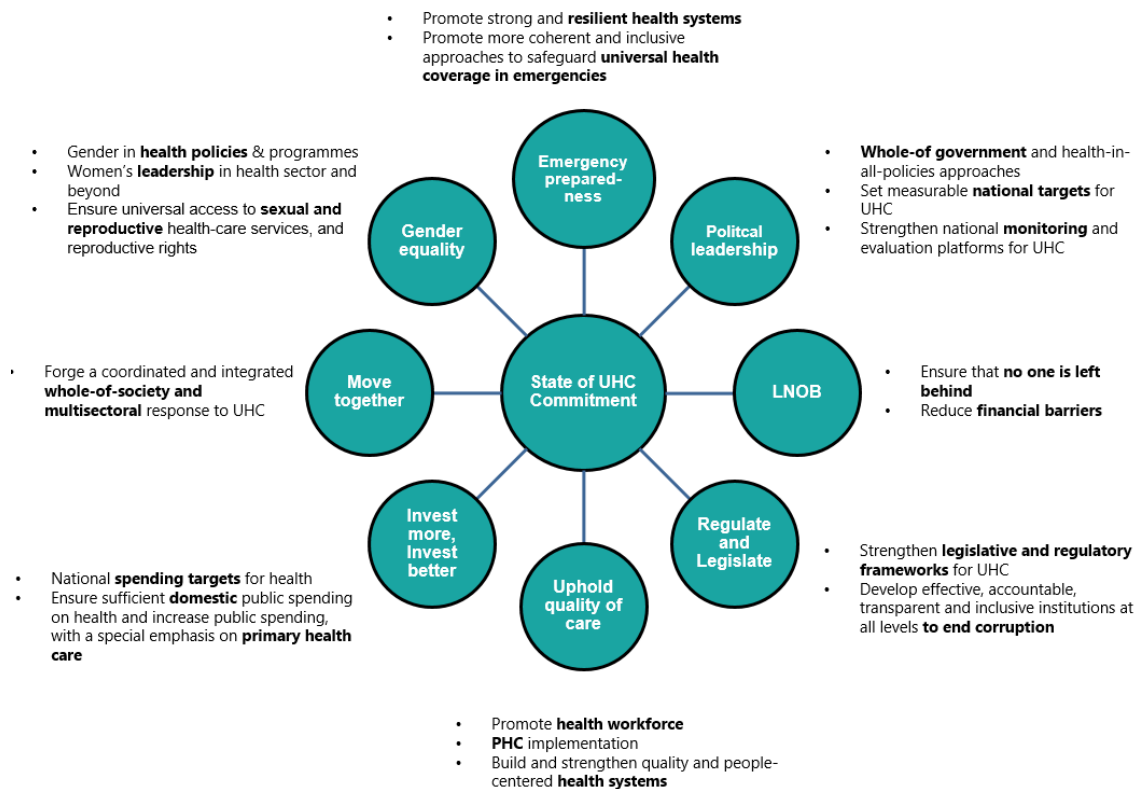 • Promote strong and resilient health systems
• Promote more coherent and inclusive
approaches to safeguard universal health
coverage in emergencies
Emergency
prepared-
ness
• Whole-of government and health-in-
all-policies approaches
• Set measurable national targets for
UHC
• Strengthen national monitoring and
evaluation platforms for UHC
Politcal
leadership
• Ensure that no one is left
behind
• Reduce financial barriers
LNOB
• Strengthen legislative and regulatory
frameworks for UHC
• Develop effective, accountable,
transparent and inclusive institutions at
all levels to end corruption
Regulate
and
Legislate
• Promote health workforce
• PHC implementation
• Build and strengthen quality and people-
centered health systems
Uphold
quality of
care
• National spending targets for health
• Ensure sufficient domestic public spending
on health and increase public spending,
with a special emphasis on primary health
care
Invest
more,
Invest
better
• Forge a coordinated and integrated
whole-of-society and
multisectoral response to UHC
Move
together
• Gender in health policies & programmes
• Women’s leadership in health sector and
beyond
• Ensure universal access to sexual and
reproductive health-care services, and
reproductive rights
Gender
equality
State of UHC
Commitment